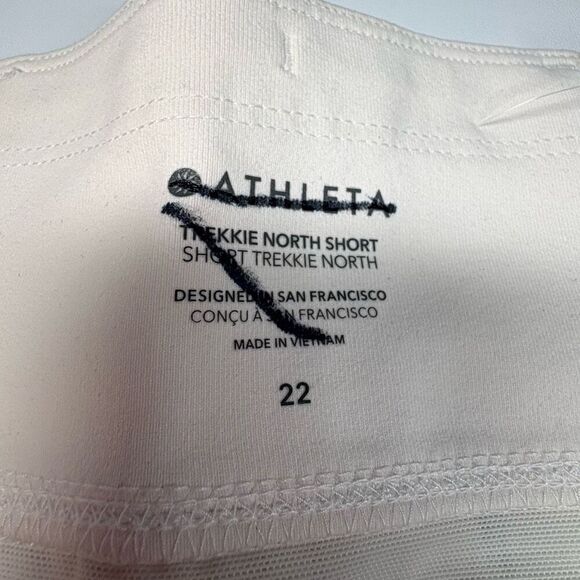 ATHLETA
TREKKIE NORTH SHORT
SHORT TREKKIE NORTH
DESIGNED IN SAN FRANCISCO
CONÇU À SAN FRANCISCO
MADE IN VIETNAM
22